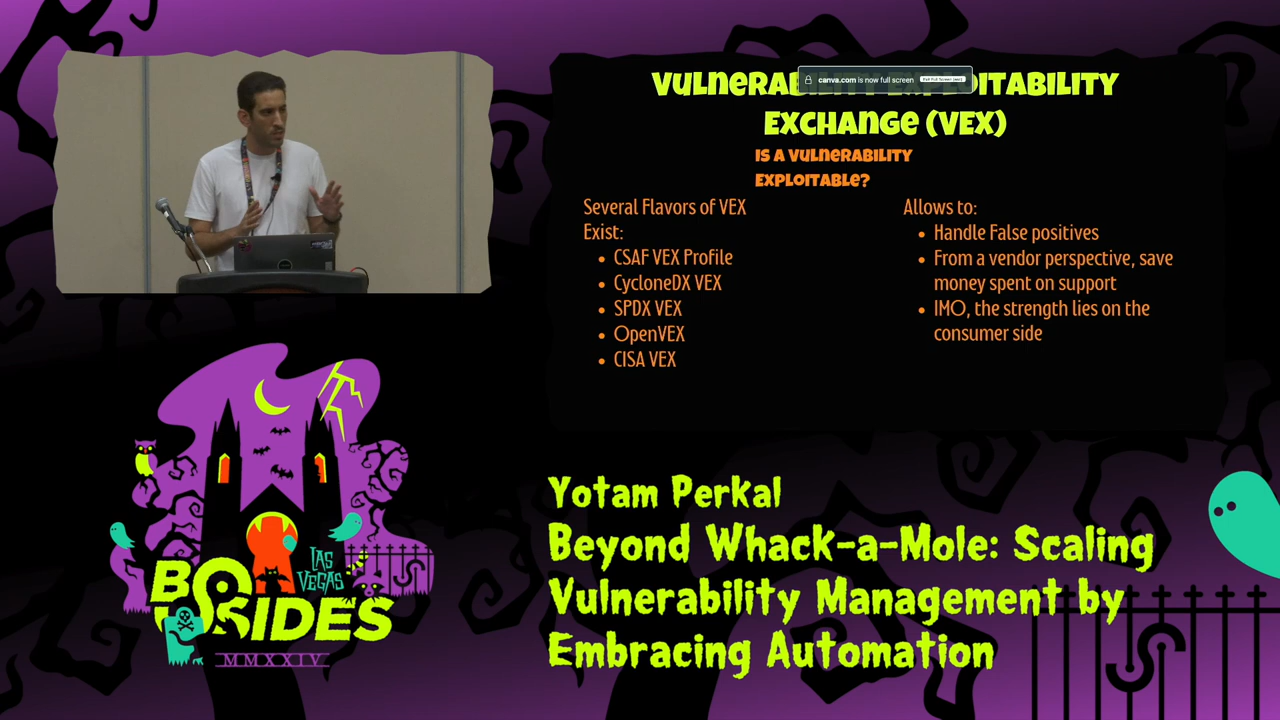 VULNERABILITY EXPLOITABILITY
EXCHANGE (VEX)
canva.com is now full screen
IS A VULNERABILITY
EXPLOITABLE?
Several Flavors of VEX
Exist:
• CSAF VEX Profile
• CycloneDX VEX
• SPDX VEX
• OpenVEX
• CISA VEX
Allows to:
• Handle False positives
• From a vendor perspective, save
money spent on support
• IMO, the strength lies on the
consumer side
LAS
VEGAS
BSIDES
MMXXIV
Yotam Perkal
Beyond Whack-a-Mole: Scaling
Vulnerability Management by
Embracing Automation